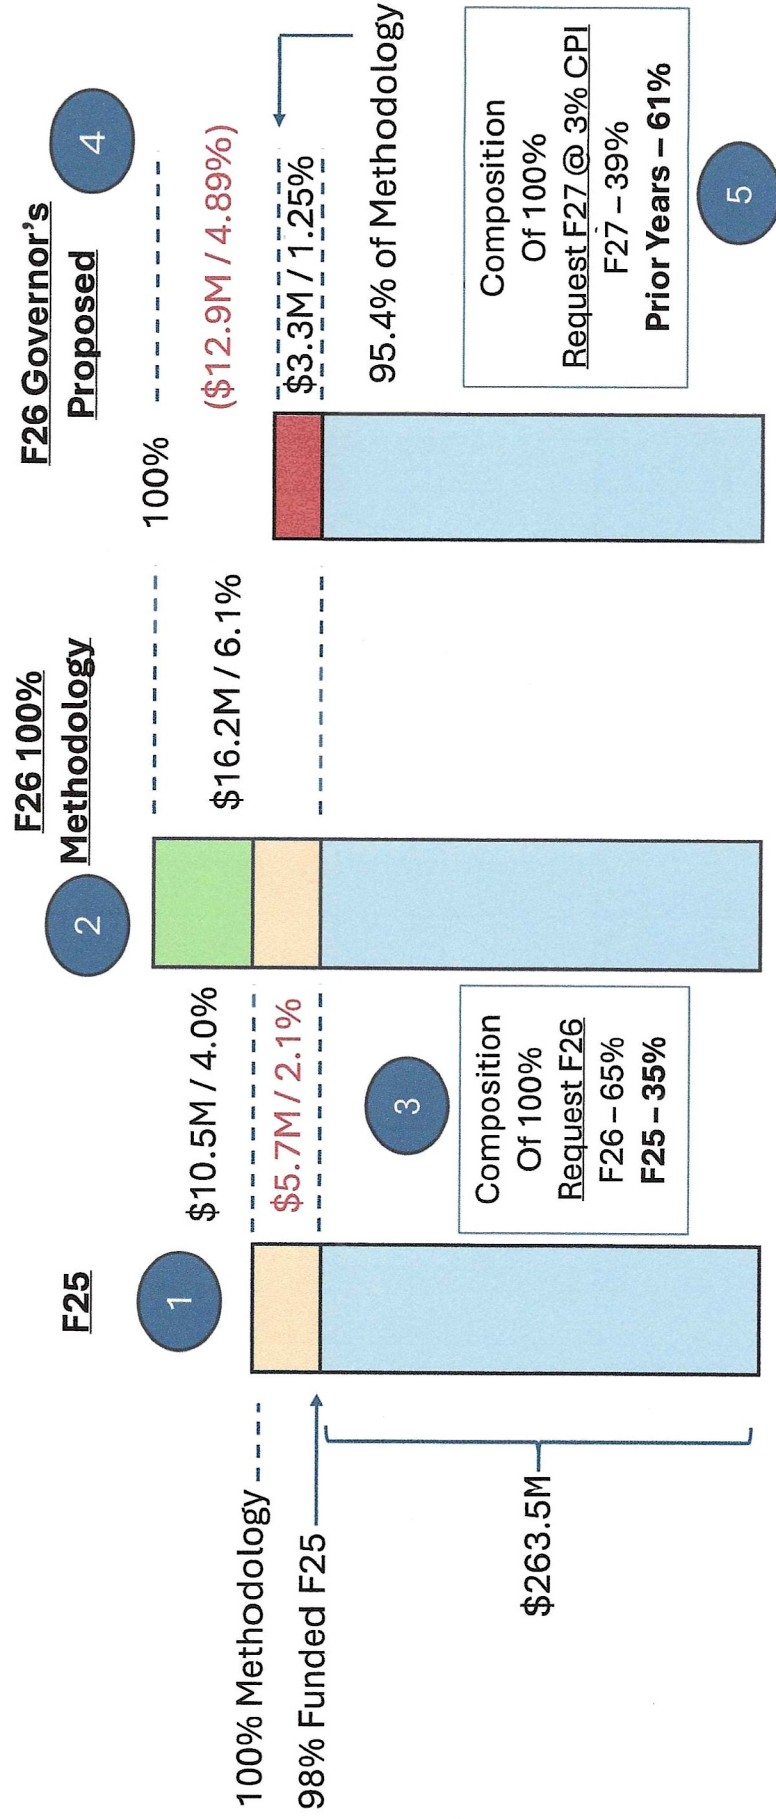 F25
1
100% Methodology
98% Funded F25
$263.5M
$10.5M / 4.0%
$5.7M / 2.1%
3
Composition
Of 100%
Request F26
F26 – 65%
F25 – 35%
F26 100%
Methodology
2
$16.2M / 6.1%
F26 Governor's
Proposed
4
100%
($12.9M / 4.89%)
$3.3M / 1.25%
95.4% of Methodology
Composition
Of 100%
Request F27 @ 3% CPI
F27 – 39%
Prior Years – 61%
5